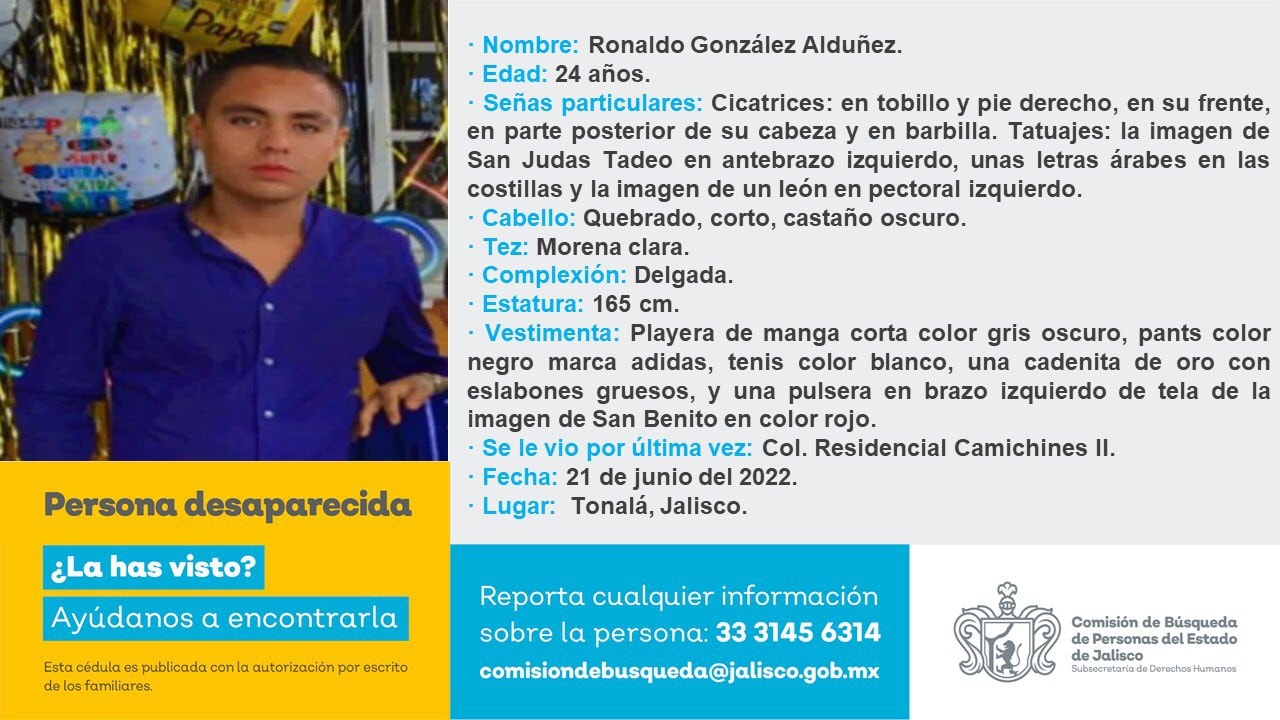 Papá
PAPÁ
SUPER
ULTRA
EXTRA
· Nombre: Ronaldo González Alduñez.
· Edad: 24 años.
· Señas particulares: Cicatrices: en tobillo y pie derecho, en su frente,
en parte posterior de su cabeza y en barbilla. Tatuajes: la imagen de
San Judas Tadeo en antebrazo izquierdo, unas letras árabes en las
costillas y la imagen de un león en pectoral izquierdo.
· Cabello: Quebrado, corto, castaño oscuro.
· Tez: Morena clara.
· Complexión: Delgada.
· Estatura: 165 cm.
· Vestimenta: Playera de manga corta color gris oscuro, pants color
negro marca adidas, tenis color blanco, una cadenita de oro con
eslabones gruesos, y una pulsera en brazo izquierdo de tela de la
imagen de San Benito en color rojo.
· Se le vio por última vez: Col. Residencial Camichines II.
· Fecha: 21 de junio del 2022.
· Lugar: Tonalá, Jalisco.
Persona desaparecida
¿La has visto?
Ayúdanos a encontrarla
Esta cédula es publicada con la autorización por escrito
de los familiares.
Reporta cualquier información
sobre la persona: 33 3145 6314
comisiondebusqueda@jalisco.gob.mx
Comisión de Búsqueda
de Personas del Estado
de Jalisco
Subsecretaría de Derechos Humanos